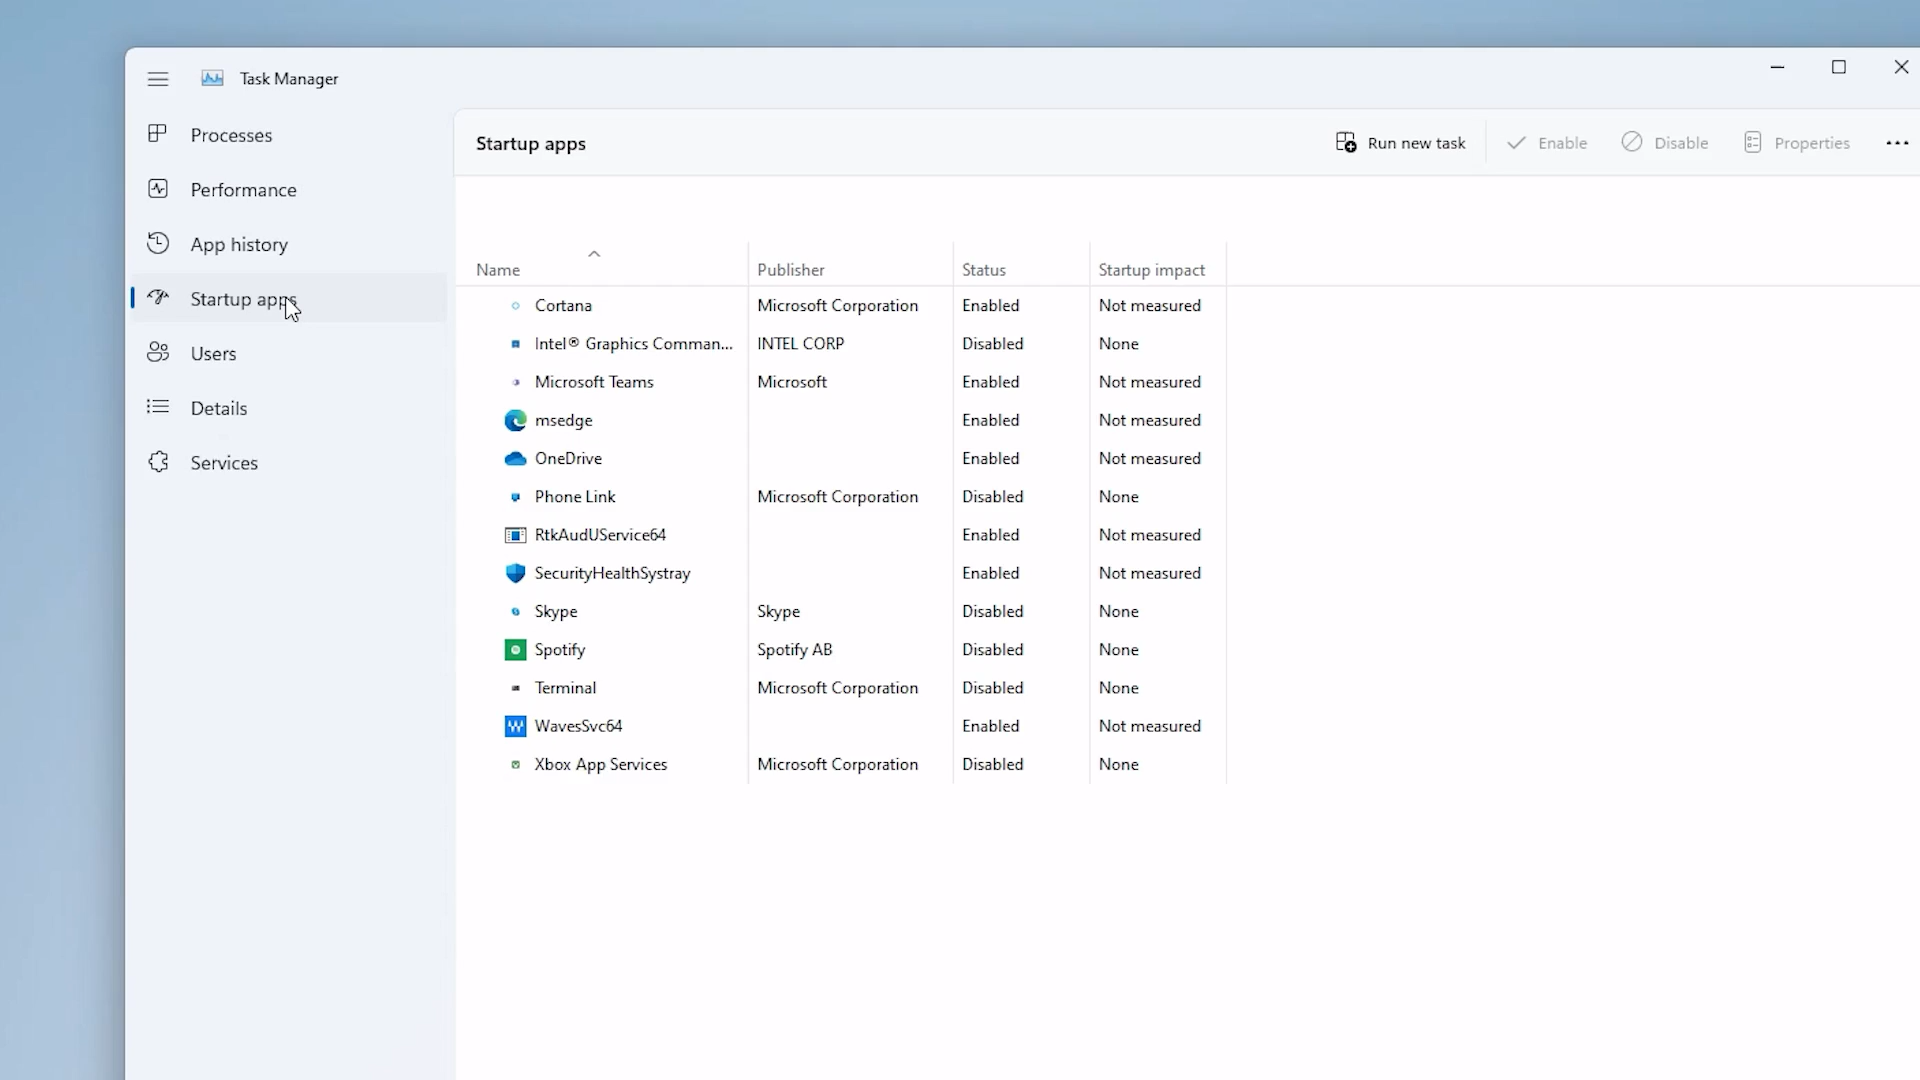 Task Manager
Processes
Performance
App history
Startup apps
Users
Details
Services
Startup apps
Run new task
Enable
Disable
Properties
Name Publisher Status Startup impact
Cortana Microsoft Corporation Enabled Not measured
Intel® Graphics Comman... INTEL CORP Disabled None
Microsoft Teams Microsoft Enabled Not measured
msedge Enabled Not measured
OneDrive Enabled Not measured
Phone Link Microsoft Corporation Disabled None
RtkAudUService64 Enabled Not measured
SecurityHealthSystray Enabled Not measured
Skype Skype Disabled None
Spotify Spotify AB Disabled None
Terminal Microsoft Corporation Disabled None
WavesSvc64 Enabled Not measured
Xbox App Services Microsoft Corporation Disabled None